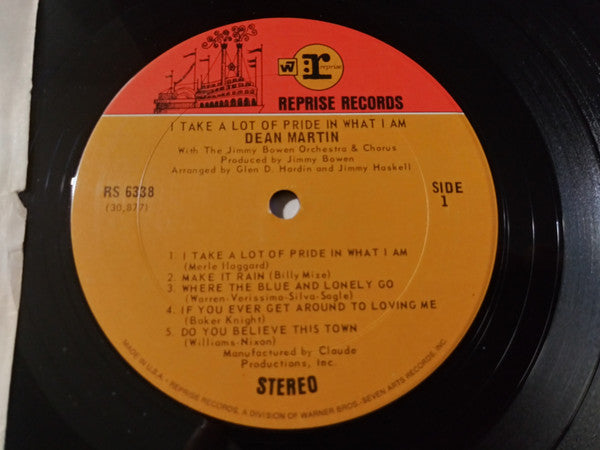 W7
r
reprise
REPRISE RECORDS
I TAKE A LOT OF PRIDE IN WHAT I AM
DEAN MARTIN
With The Jimmy Bowen Orchestra & Chorus
Produced by Jimmy Bowen
Arranged by Glen D. Hardin and Jimmy Haskell
RS 6338
(30,877)
SIDE
1
1 I TAKE A LOT OF PRIDE IN WHAT I AM
(Merle Haggard)
2. MAKE IT RAIN (Billy Mize)
3. WHERE THE BLUE AND LONELY GO
(Warren-Verissimo-Silva-Sagle)
4. IF YOU EVER GET AROUND TO LOVING ME
(Baker Knight)
5. DO YOU BELIEVE THIS TOWN
(Williams-Nixon)
Manufactured by Claude
Productions, Inc.
STEREO
MADE IN U.S.A. - REPRISE RECORDS, A DIVISION OF WARNER BROS.-SEVEN ARTS RECORDS, INC.